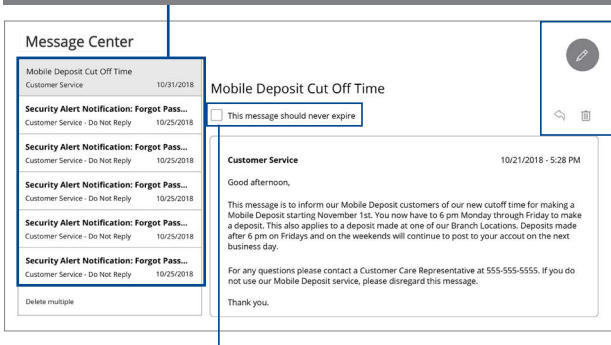 Message Center
Mobile Deposit Cut Off Time
Customer Service 10/31/2018
Security Alert Notification: Forgot Pass...
Customer Service - Do Not Reply 10/25/2018
Security Alert Notification: Forgot Pass...
Customer Service - Do Not Reply 10/25/2018
Security Alert Notification: Forgot Pass...
Customer Service - Do Not Reply 10/25/2018
Security Alert Notification: Forgot Pass...
Customer Service - Do Not Reply 10/25/2018
Security Alert Notification: Forgot Pass...
Customer Service - Do Not Reply 10/25/2018
Delete multiple
Mobile Deposit Cut Off Time
This message should never expire
Customer Service 10/21/2018 - 5:28 PM
Good afternoon,
This message is to inform our Mobile Deposit customers of our new cutoff time for making a
Mobile Deposit starting November 1st. You now have to 6 pm Monday through Friday to make
a deposit. This also applies to a deposit made at one of our Branch Locations. Deposits made
after 6 pm on Fridays and on the weekends will continue to post to your accout on the next
business day.
For any questions please contact a Customer Care Representative at 555-555-5555. If you do
not use our Mobile Deposit service, please disregard this message.
Thank you.